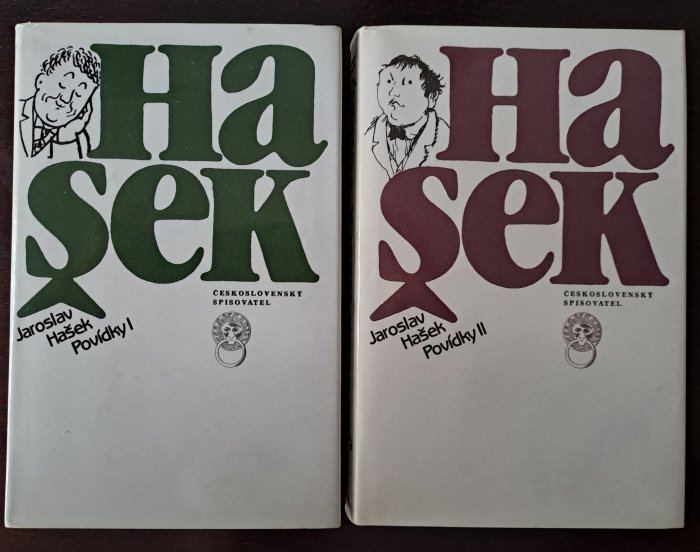 Ha
šek
Jaroslav
Hašek
Povídky I
ČESKOSLOVENSKÝ
SPISOVATEL
Ha
šek
Jaroslav
Hašek
Povídky II
ČESKOSLOVENSKÝ
SPISOVATEL